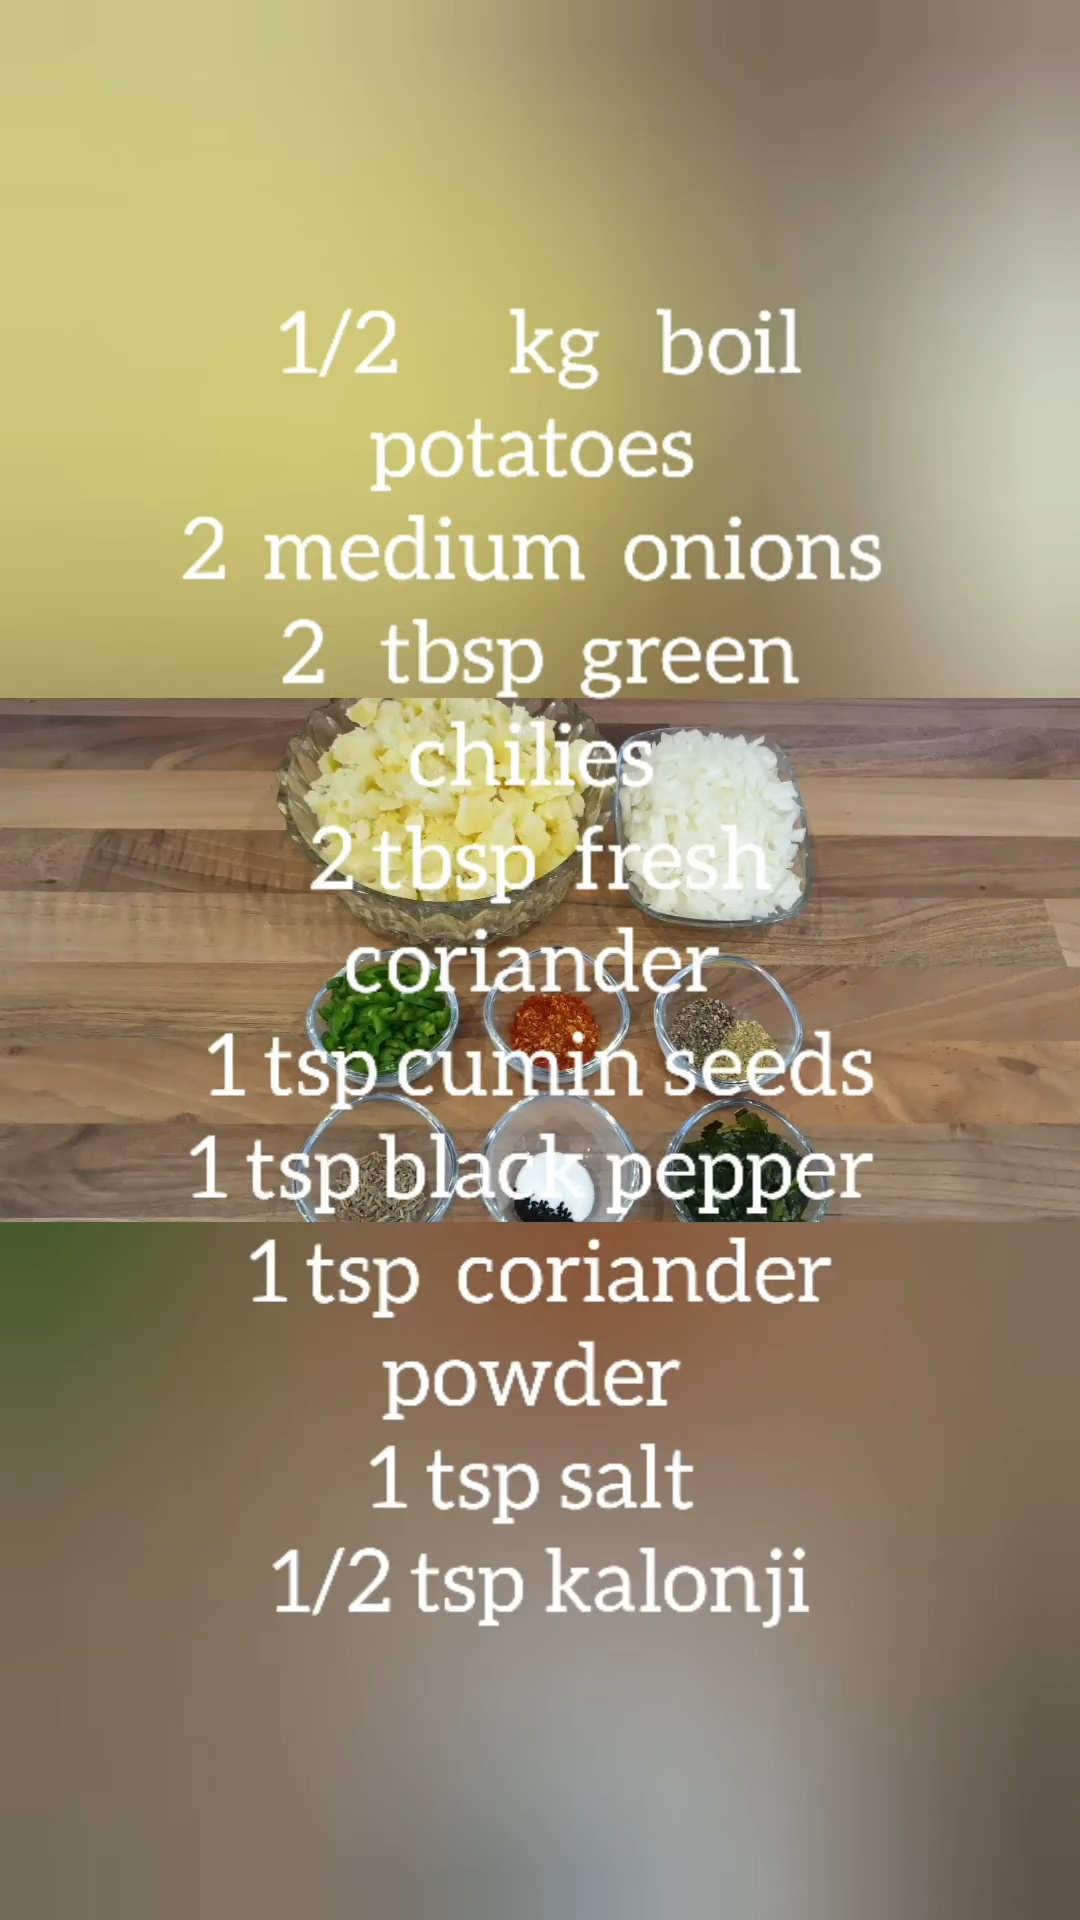 1/2 kg boil
potatoes
2 medium onions
2 tbsp green
chilies
2 tbsp fresh
coriander
1 tsp cumin seeds
1 tsp black pepper
1 tsp coriander
powder
1 tsp salt
1/2 tsp kalonji